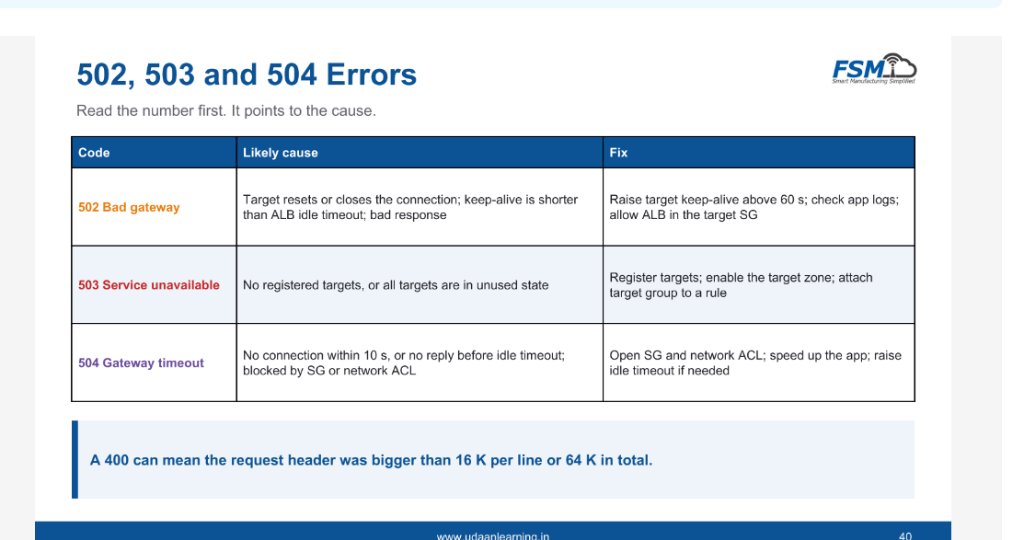 502, 503 and 504 Errors
FSM
Smart Manufacturing Simplified
Read the number first. It points to the cause.
Code
Likely cause
Fix
502 Bad gateway
Target resets or closes the connection; keep-alive is shorter
than ALB idle timeout; bad response
Raise target keep-alive above 60 s; check app logs;
allow ALB in the target SG
503 Service unavailable
No registered targets, or all targets are in unused state
Register targets; enable the target zone; attach
target group to a rule
504 Gateway timeout
No connection within 10 s, or no reply before idle timeout;
blocked by SG or network ACL
Open SG and network ACL; speed up the app; raise
idle timeout if needed
A 400 can mean the request header was bigger than 16 K per line or 64 K in total.
www.udaanlearning.in
40